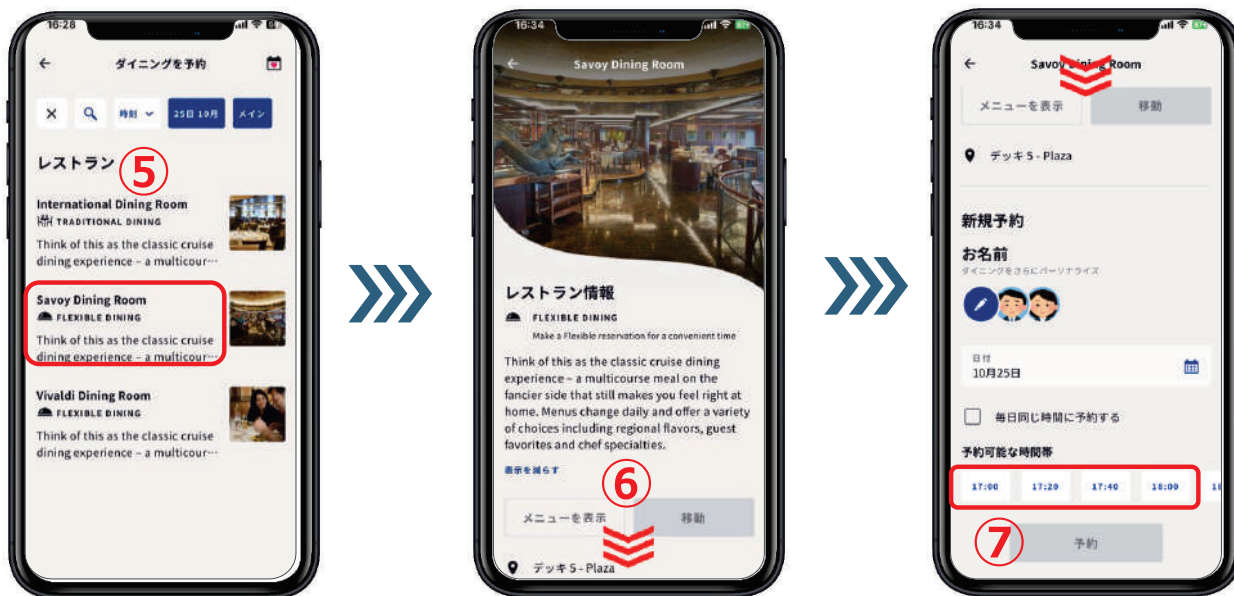 16:28
ダイニングを予約
時刻
25日 10月
メイン
レストラン
⑤
International Dining Room
TRADITIONAL DINING
Think of this as the classic cruise
dining experience – a multicour…
Savoy Dining Room
FLEXIBLE DINING
Think of this as the classic cruise
dining experience – a multicour…
Vivaldi Dining Room
FLEXIBLE DINING
Think of this as the classic cruise
dining experience – a multicour…
16:34
Savoy Dining Room
レストラン情報
FLEXIBLE DINING
Make a Flexible reservation for a convenient time
Think of this as the classic cruise dining
experience – a multicourse meal on the
fancier side that still makes you feel right at
home. Menus change daily and offer a variety
of choices including regional flavors, guest
favorites and chef specialties.
表示を減らす
⑥
メニューを表示
移動
デッキ 5 - Plaza
16:34
Savoy Dining Room
メニューを表示
移動
デッキ 5 - Plaza
新規予約
お名前
ダイニングをさらにパーソナライズ
日付
10月25日
毎日同じ時間に予約する
予約可能な時間帯
17:00
17:20
17:40
18:00
⑦
予約